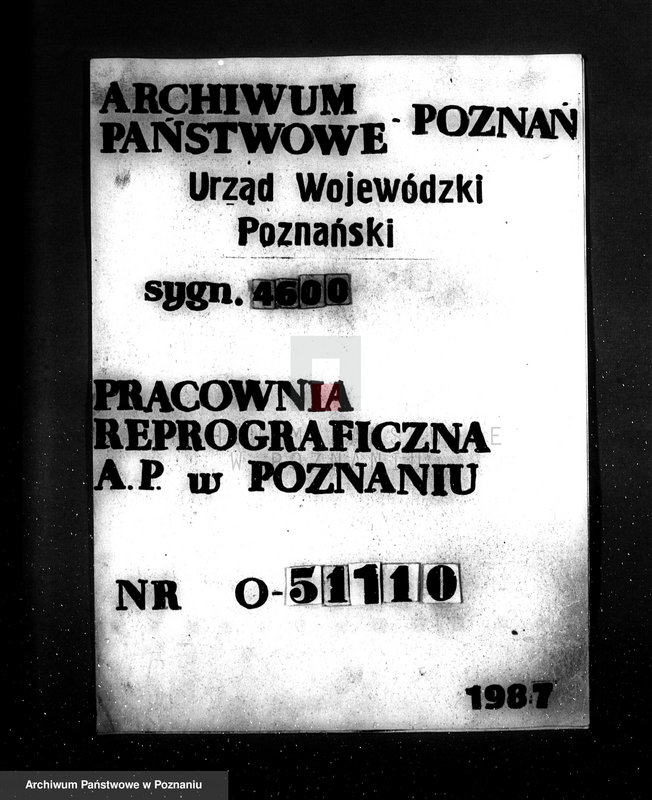 ARCHIWUM
PAŃSTWOWE - POZNAŃ
Urząd Wojewódzki
Poznański
sygn. 4600
PRACOWNIA
REPROGRAFICZNA
A.P. w POZNANIU
NR O-51110
1987
Archiwum Państwowe w Poznaniu